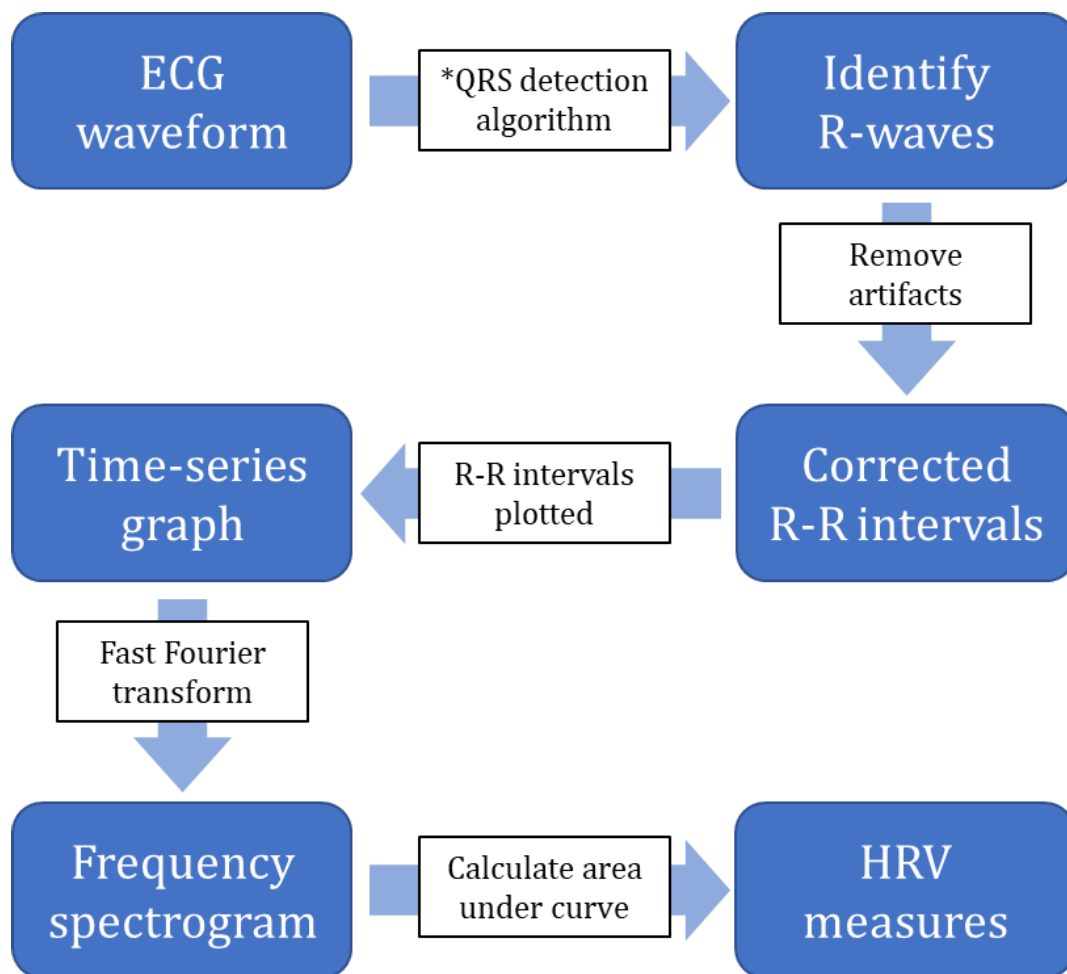 ECG
waveform
*QRS detection
algorithm
Identify
R-waves
Remove
artifacts
Corrected
R-R intervals
R-R intervals
plotted
Time-series
graph
Fast Fourier
transform
Frequency
spectrogram
Calculate area
under curve
HRV
measures